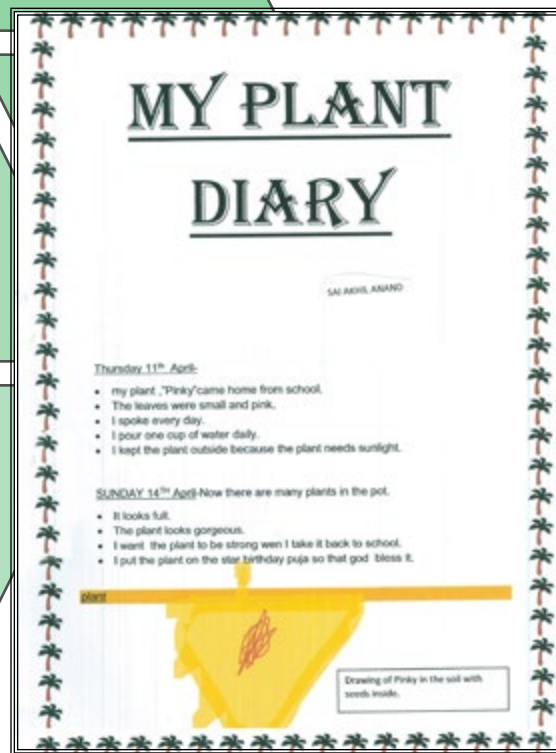 MY PLANT
DIARY
SAI AKHIL ANAND
Thursday 11th April-
• my plant ,"Pinky"came home from school.
• The leaves were small and pink,
• I spoke every day.
• I pour one cup of water daily.
• I kept the plant outside because the plant needs sunlight.
SUNDAY 14TH April-Now there are many plants in the pot.
• It looks full.
• The plant looks gorgeous.
• I want the plant to be strong wen I take it back to school.
• I put the plant on the star birthday puja so that god bless it.
plant
Drawing of Pinky in the soil with
seeds inside.